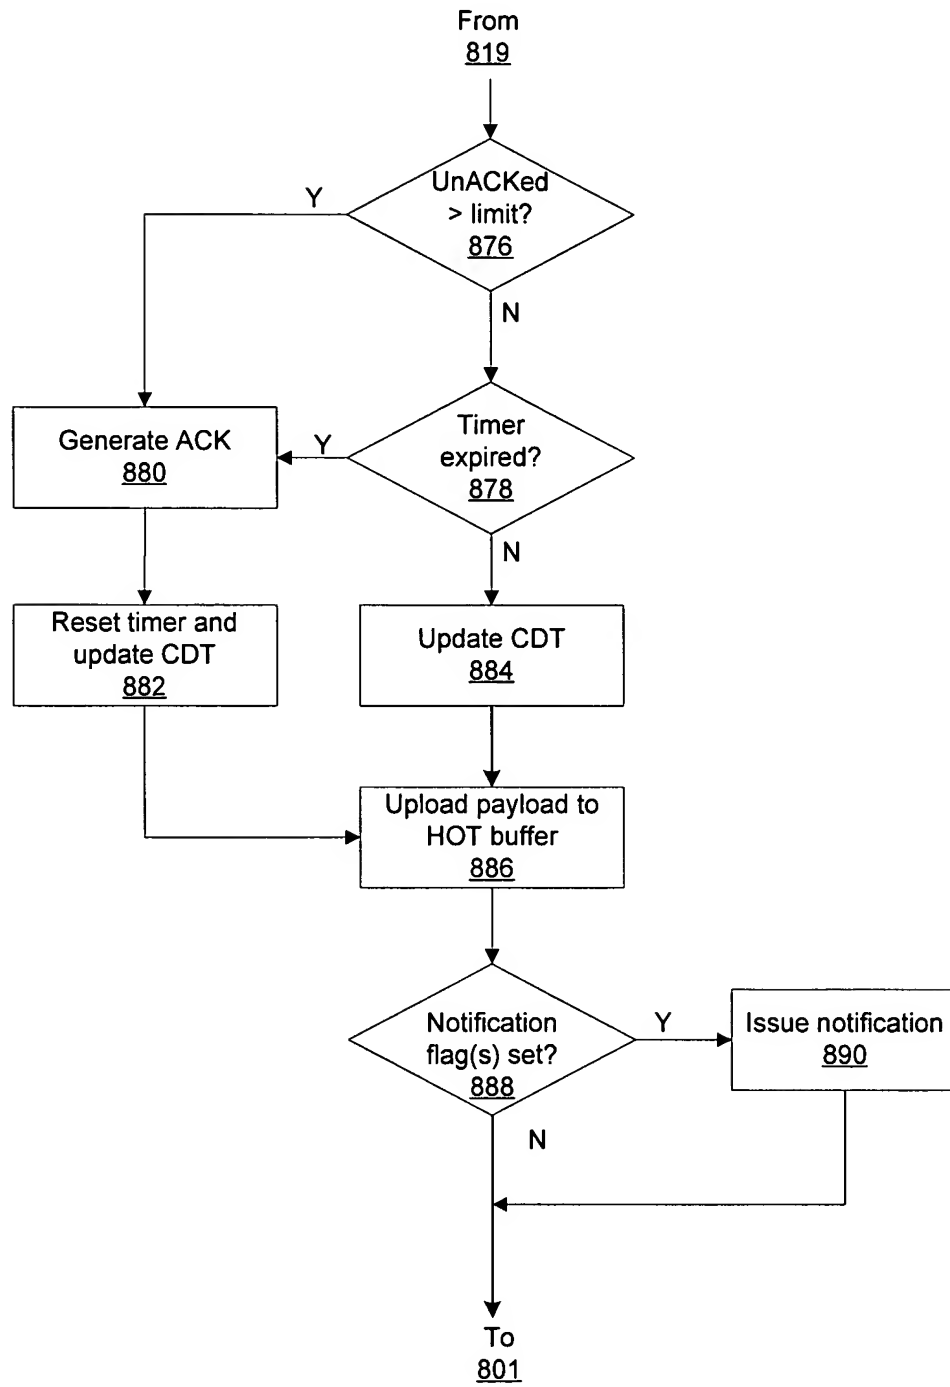 From
819
UnACKed
> limit?
876
Y
N
Timer
expired?
878
Y
N
Generate ACK
880
Reset timer and
update CDT
882
Update CDT
884
Upload payload to
HOT buffer
886
Notification
flag(s) set?
888
Y
N
Issue notification
890
To
801